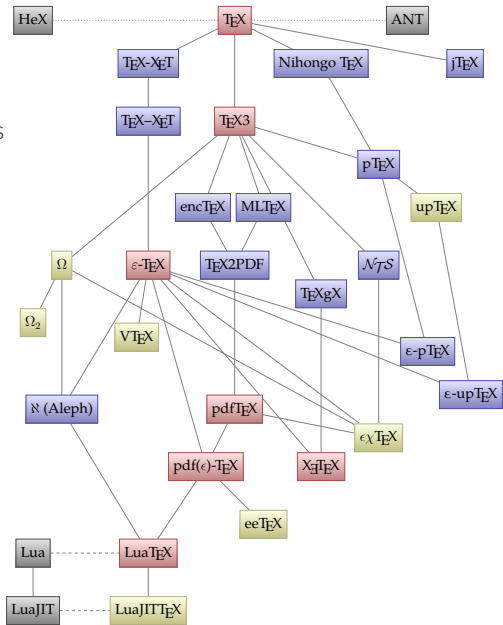 HeX TEX ANT
TEX-XET Nihongo TEX jTEX
TEX--XET TEX3
s
pTEX
encTEX MLTEX upTEX
Ω ε-TEX TEX2PDF NTS
TEXgX
Ω2
VTEX ε-pTEX
ε-upTEX
ℵ (Aleph) pdfTEX
ϵχTEX
pdf(ϵ)-TEX XƎTEX
eeTEX
Lua LuaTEX
LuaJIT LuaJITTEX